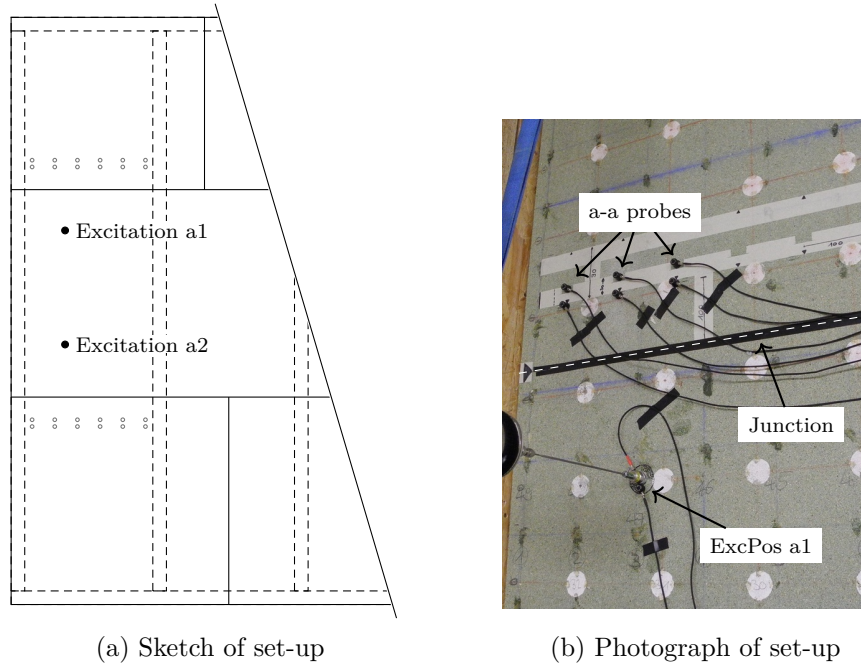 Excitation a1
Excitation a2
a-a probes
Junction
ExcPos a1
(a) Sketch of set-up
(b) Photograph of set-up